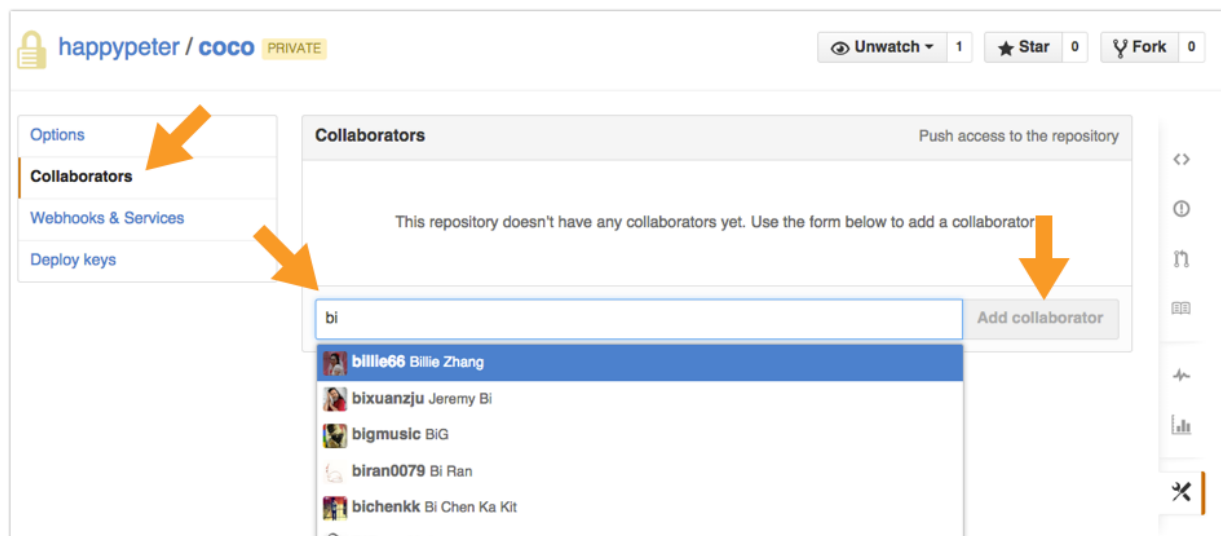 happypeter / coco PRIVATE
Unwatch 1 Star 0 Fork 0
Options
Collaborators
Webhooks & Services
Deploy keys
Collaborators Push access to the repository
This repository doesn't have any collaborators yet. Use the form below to add a collaborator
bi Add collaborator
billie66 Billie Zhang
bixuanzju Jeremy Bi
bigmusic BiG
biran0079 Bi Ran
bichenkk Bi Chen Ka Kit